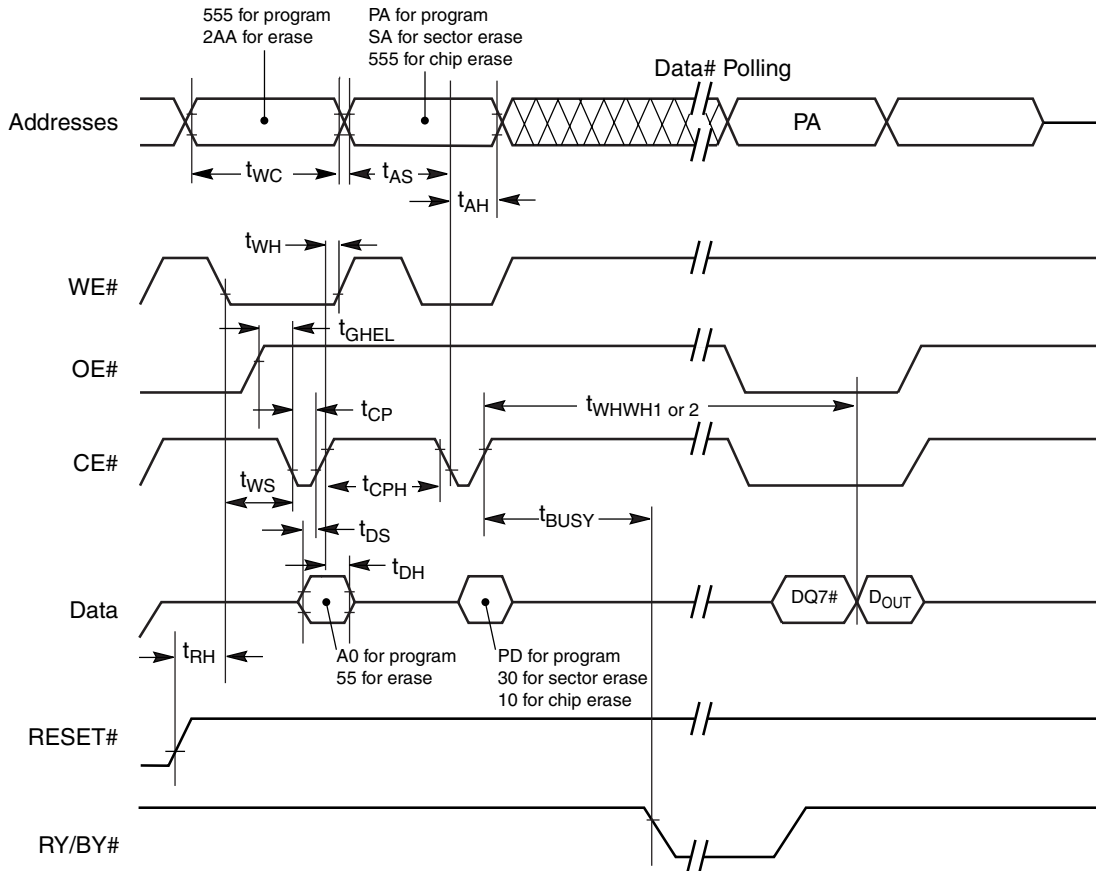 555 for program
2AA for erase
PA for program
SA for sector erase
555 for chip erase
Data# Polling
Addresses
PA
tWC
tAS
tAH
tWH
WE#
tGHEL
OE#
tWHWH1 or 2
tCP
CE#
tWS
tCPH
tBUSY
tDS
tDH
Data
DQ7#
DOUT
tRH
A0 for program
55 for erase
PD for program
30 for sector erase
10 for chip erase
RESET#
RY/BY#